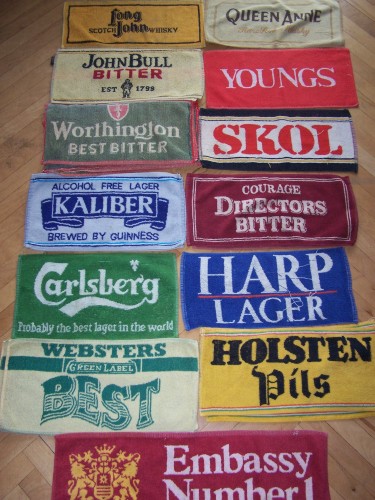 Long
SCOTCH John WHISKY
QUEEN ANNE
JOHN BULL
BITTER
EST 1799
YOUNGS
Worthington
BEST BITTER
SKOL
ALCOHOL FREE LAGER
KALIBER
BREWED BY GUINNESS
COURAGE
DIRECTORS
BITTER
Carlsberg
Probably the best lager in the world
HARP
LAGER
WEBSTERS
GREEN LABEL
BEST
HOLSTEN
Pils
Embassy
Number 1